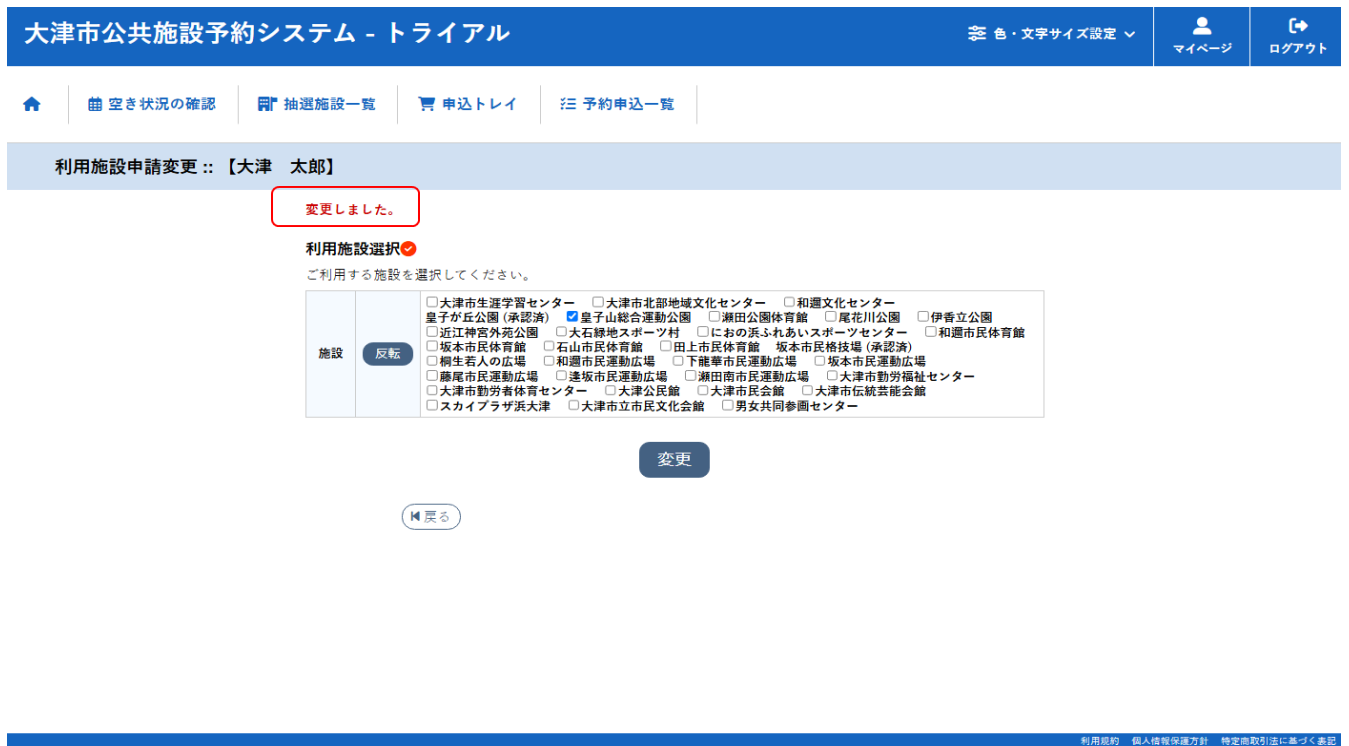 大津市公共施設予約システム - トライアル
色・文字サイズ設定
マイページ
ログアウト
空き状況の確認
抽選施設一覧
申込トレイ
予約申込一覧
利用施設申請変更 :: 【大津　太郎】
変更しました。
利用施設選択
ご利用する施設を選択してください。
施設
反転
大津市生涯学習センター 大津市北部地域文化センター 和邇文化センター
皇子が丘公園 (承認済) 皇子山総合運動公園 瀬田公園体育館 尾花川公園 伊香立公園
近江神宮外苑公園 大石緑地スポーツ村 におの浜ふれあいスポーツセンター 和邇市民体育館
坂本市民体育館 石山市民体育館 田上市民体育館 坂本市民格技場 (承認済)
桐生若人の広場 和邇市民運動広場 下龍華市民運動広場 坂本市民運動広場
藤尾市民運動広場 逢坂市民運動広場 瀬田南市民運動広場 大津市勤労福祉センター
大津市勤労者体育センター 大津公民館 大津市民会館 大津市伝統芸能会館
スカイプラザ浜大津 大津市立市民文化会館 男女共同参画センター
変更
戻る
利用規約 個人情報保護方針 特定商取引法に基づく表記